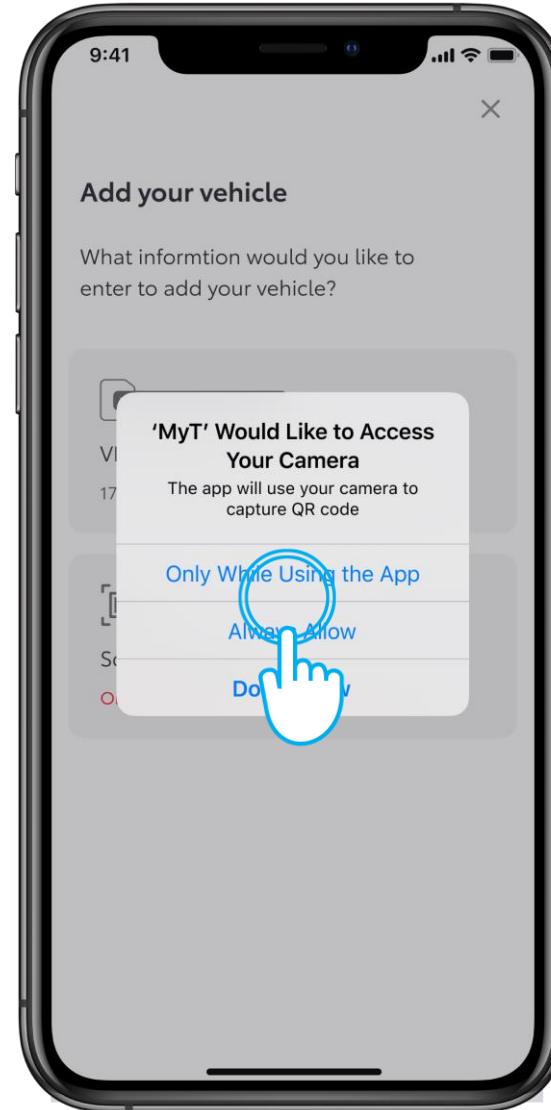 9:41
Add your vehicle
What informtion would you like to
enter to add your vehicle?
'MyT' Would Like to Access
Your Camera
The app will use your camera to
capture QR code
Only While Using the App
Allow
17